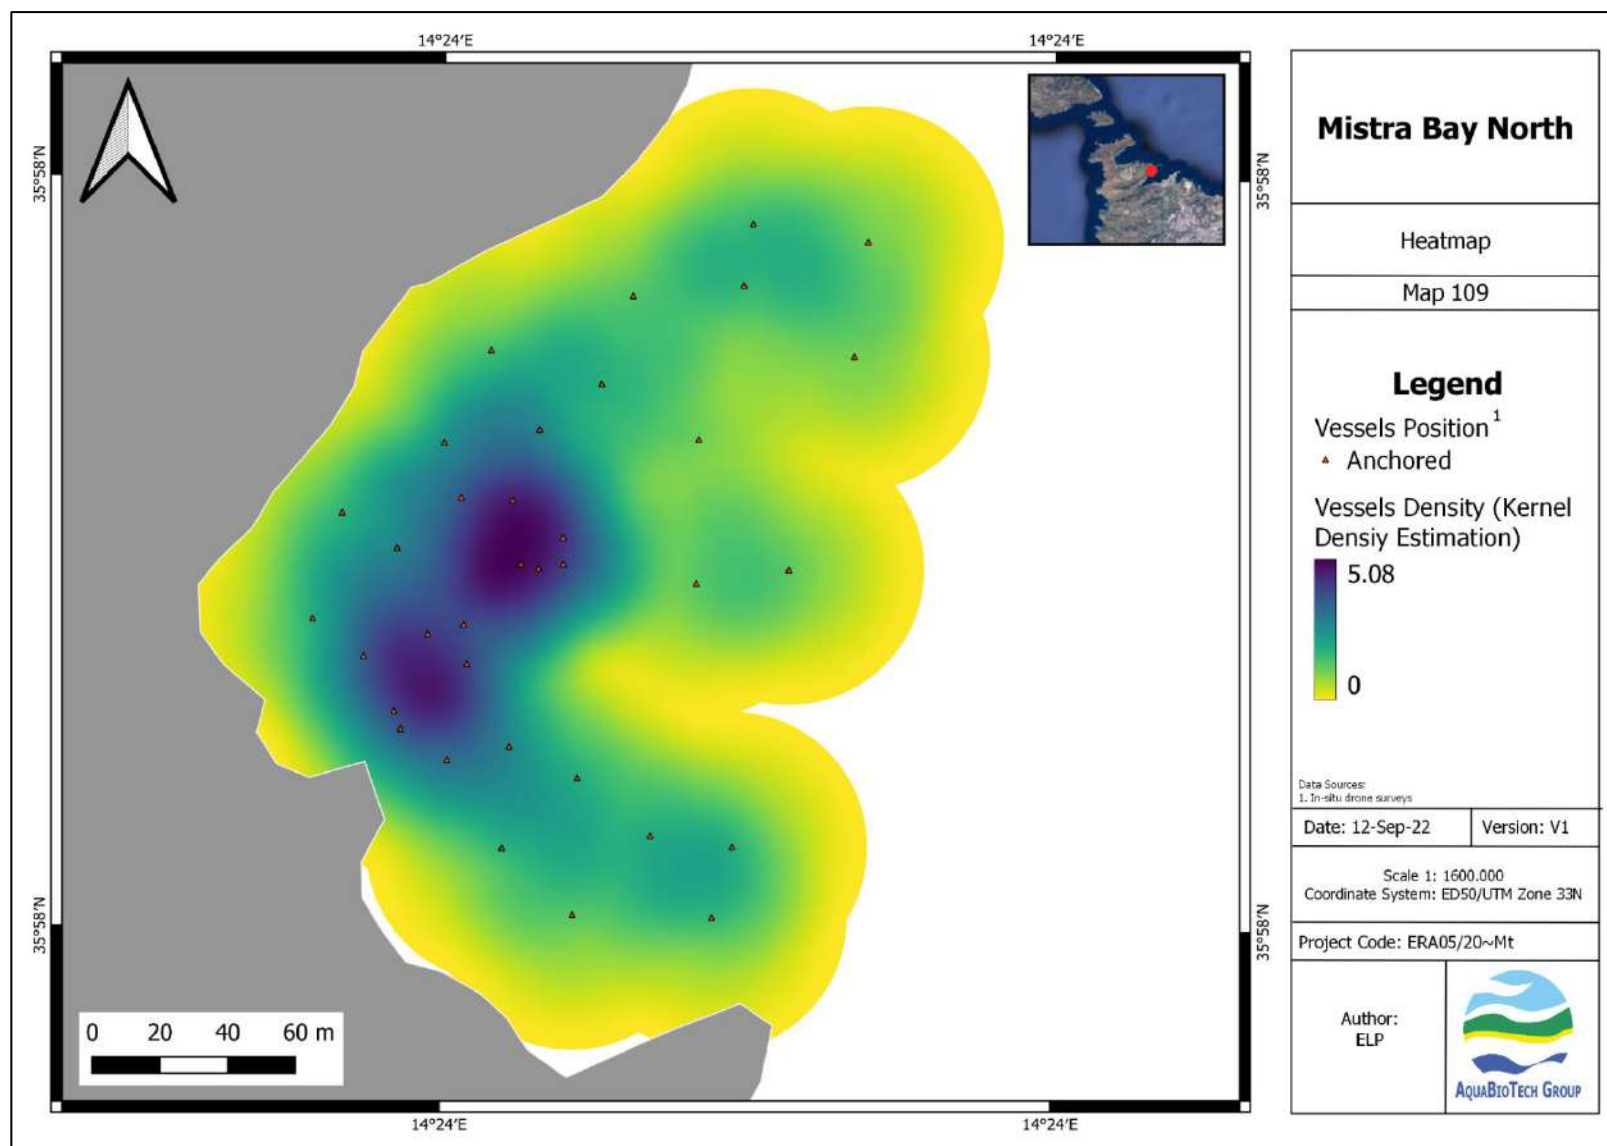 14°24'E
14°24'E
35°58'N
35°58'N
Mistra Bay North
Heatmap
Map 109
Legend
Vessels Position 1
Anchored
Vessels Density (Kernel
Densiy Estimation)
5.08
0
Data Sources:
1. In-situ drone surveys
Date: 12-Sep-22
Version: V1
Scale 1: 1600.000
Coordinate System: ED50/UTM Zone 33N
Project Code: ERA05/20~Mt
Author:
ELP
AQUABIOTECH GROUP
35°58'N
35°58'N
0 20 40 60 m
14°24'E
14°24'E